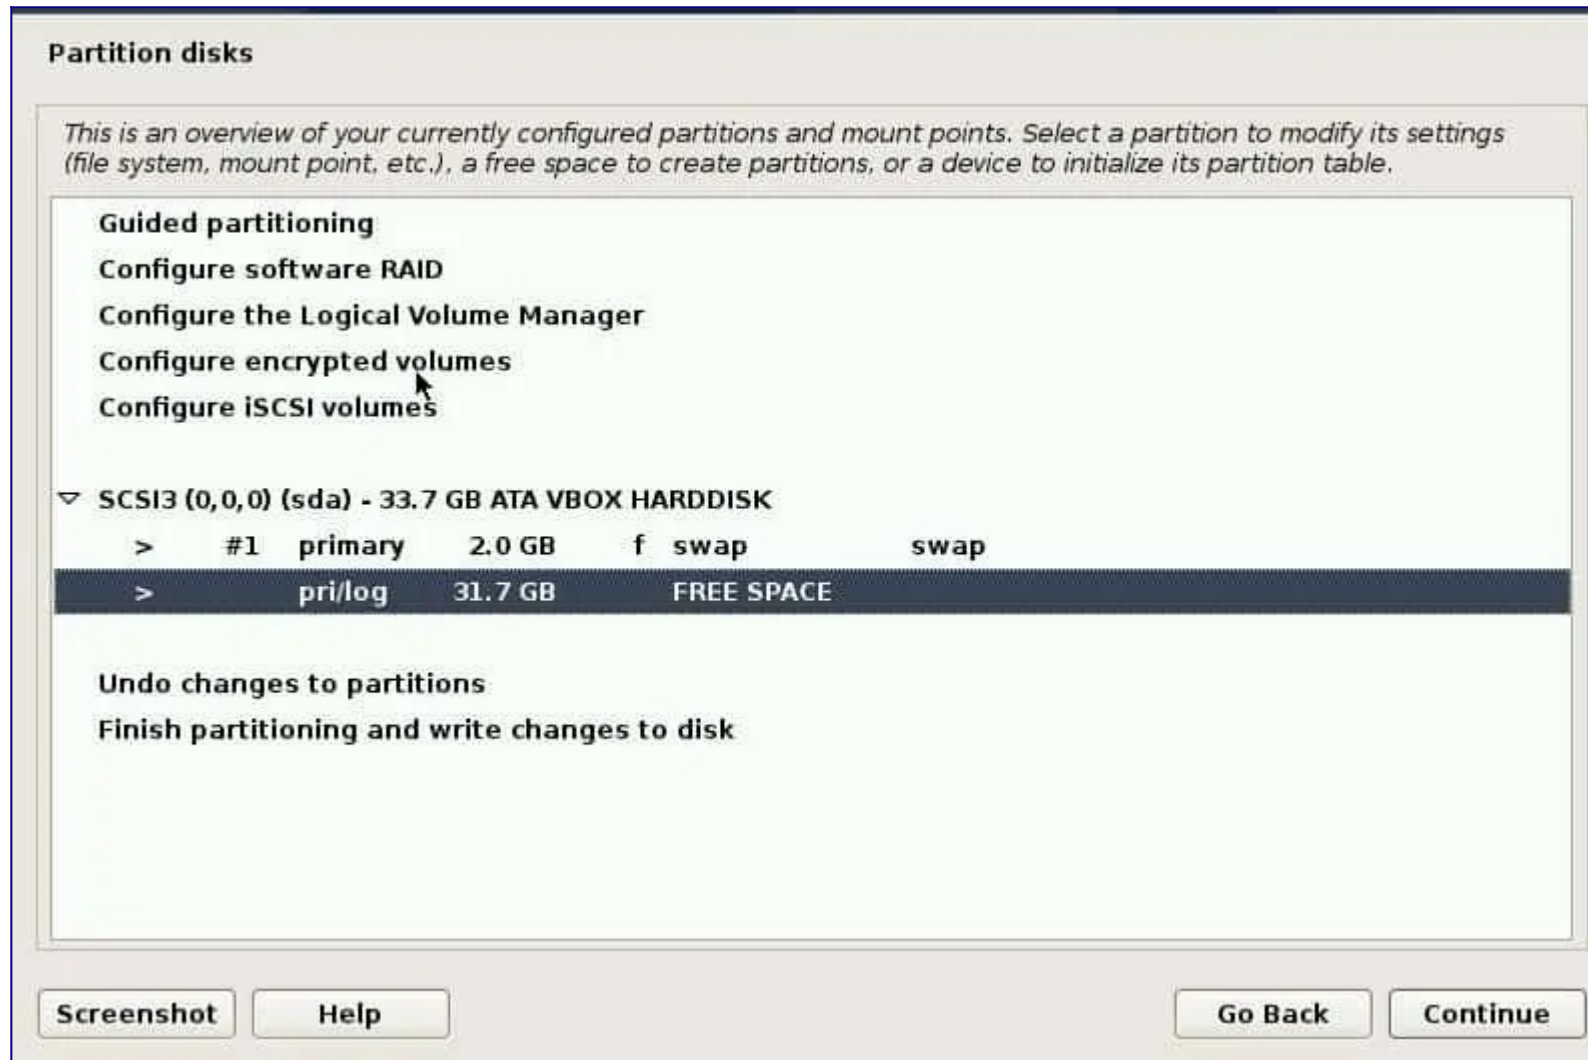 Partition disks
This is an overview of your currently configured partitions and mount points. Select a partition to modify its settings
(file system, mount point, etc.), a free space to create partitions, or a device to initialize its partition table.
Guided partitioning
Configure software RAID
Configure the Logical Volume Manager
Configure encrypted volumes
Configure iSCSI volumes
SCSI3 (0,0,0) (sda) - 33.7 GB ATA VBOX HARDDISK
> #1 primary 2.0 GB f swap swap
> pri/log 31.7 GB FREE SPACE
Undo changes to partitions
Finish partitioning and write changes to disk
Screenshot Help Go Back Continue